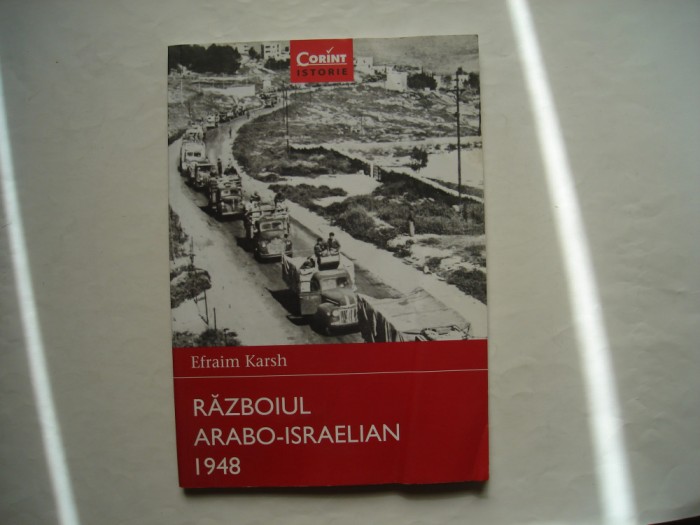 CORINT
ISTORIE
Efraim Karsh
RĂZBOIUL
ARABO-ISRAELIAN
1948